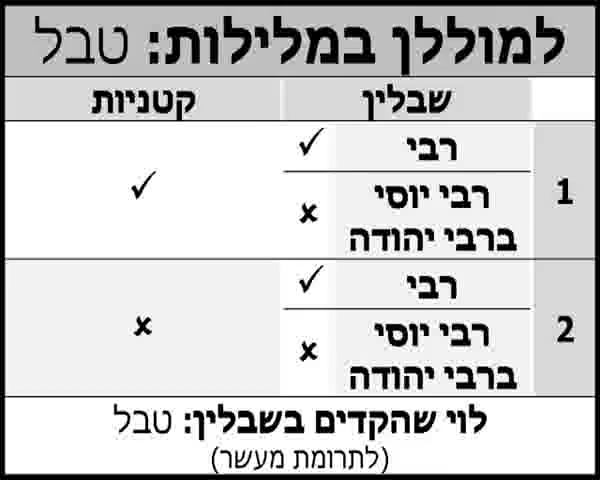 למוללן במלילות: טבל
שבלין קטניות
1 רבי ✓ ✓
רבי יוסי ברבי יהודה ✗
2 רבי ✓ ✗
רבי יוסי ברבי יהודה ✗
לוי שהקדים בשבלין: טבל
(לתרומת מעשר)